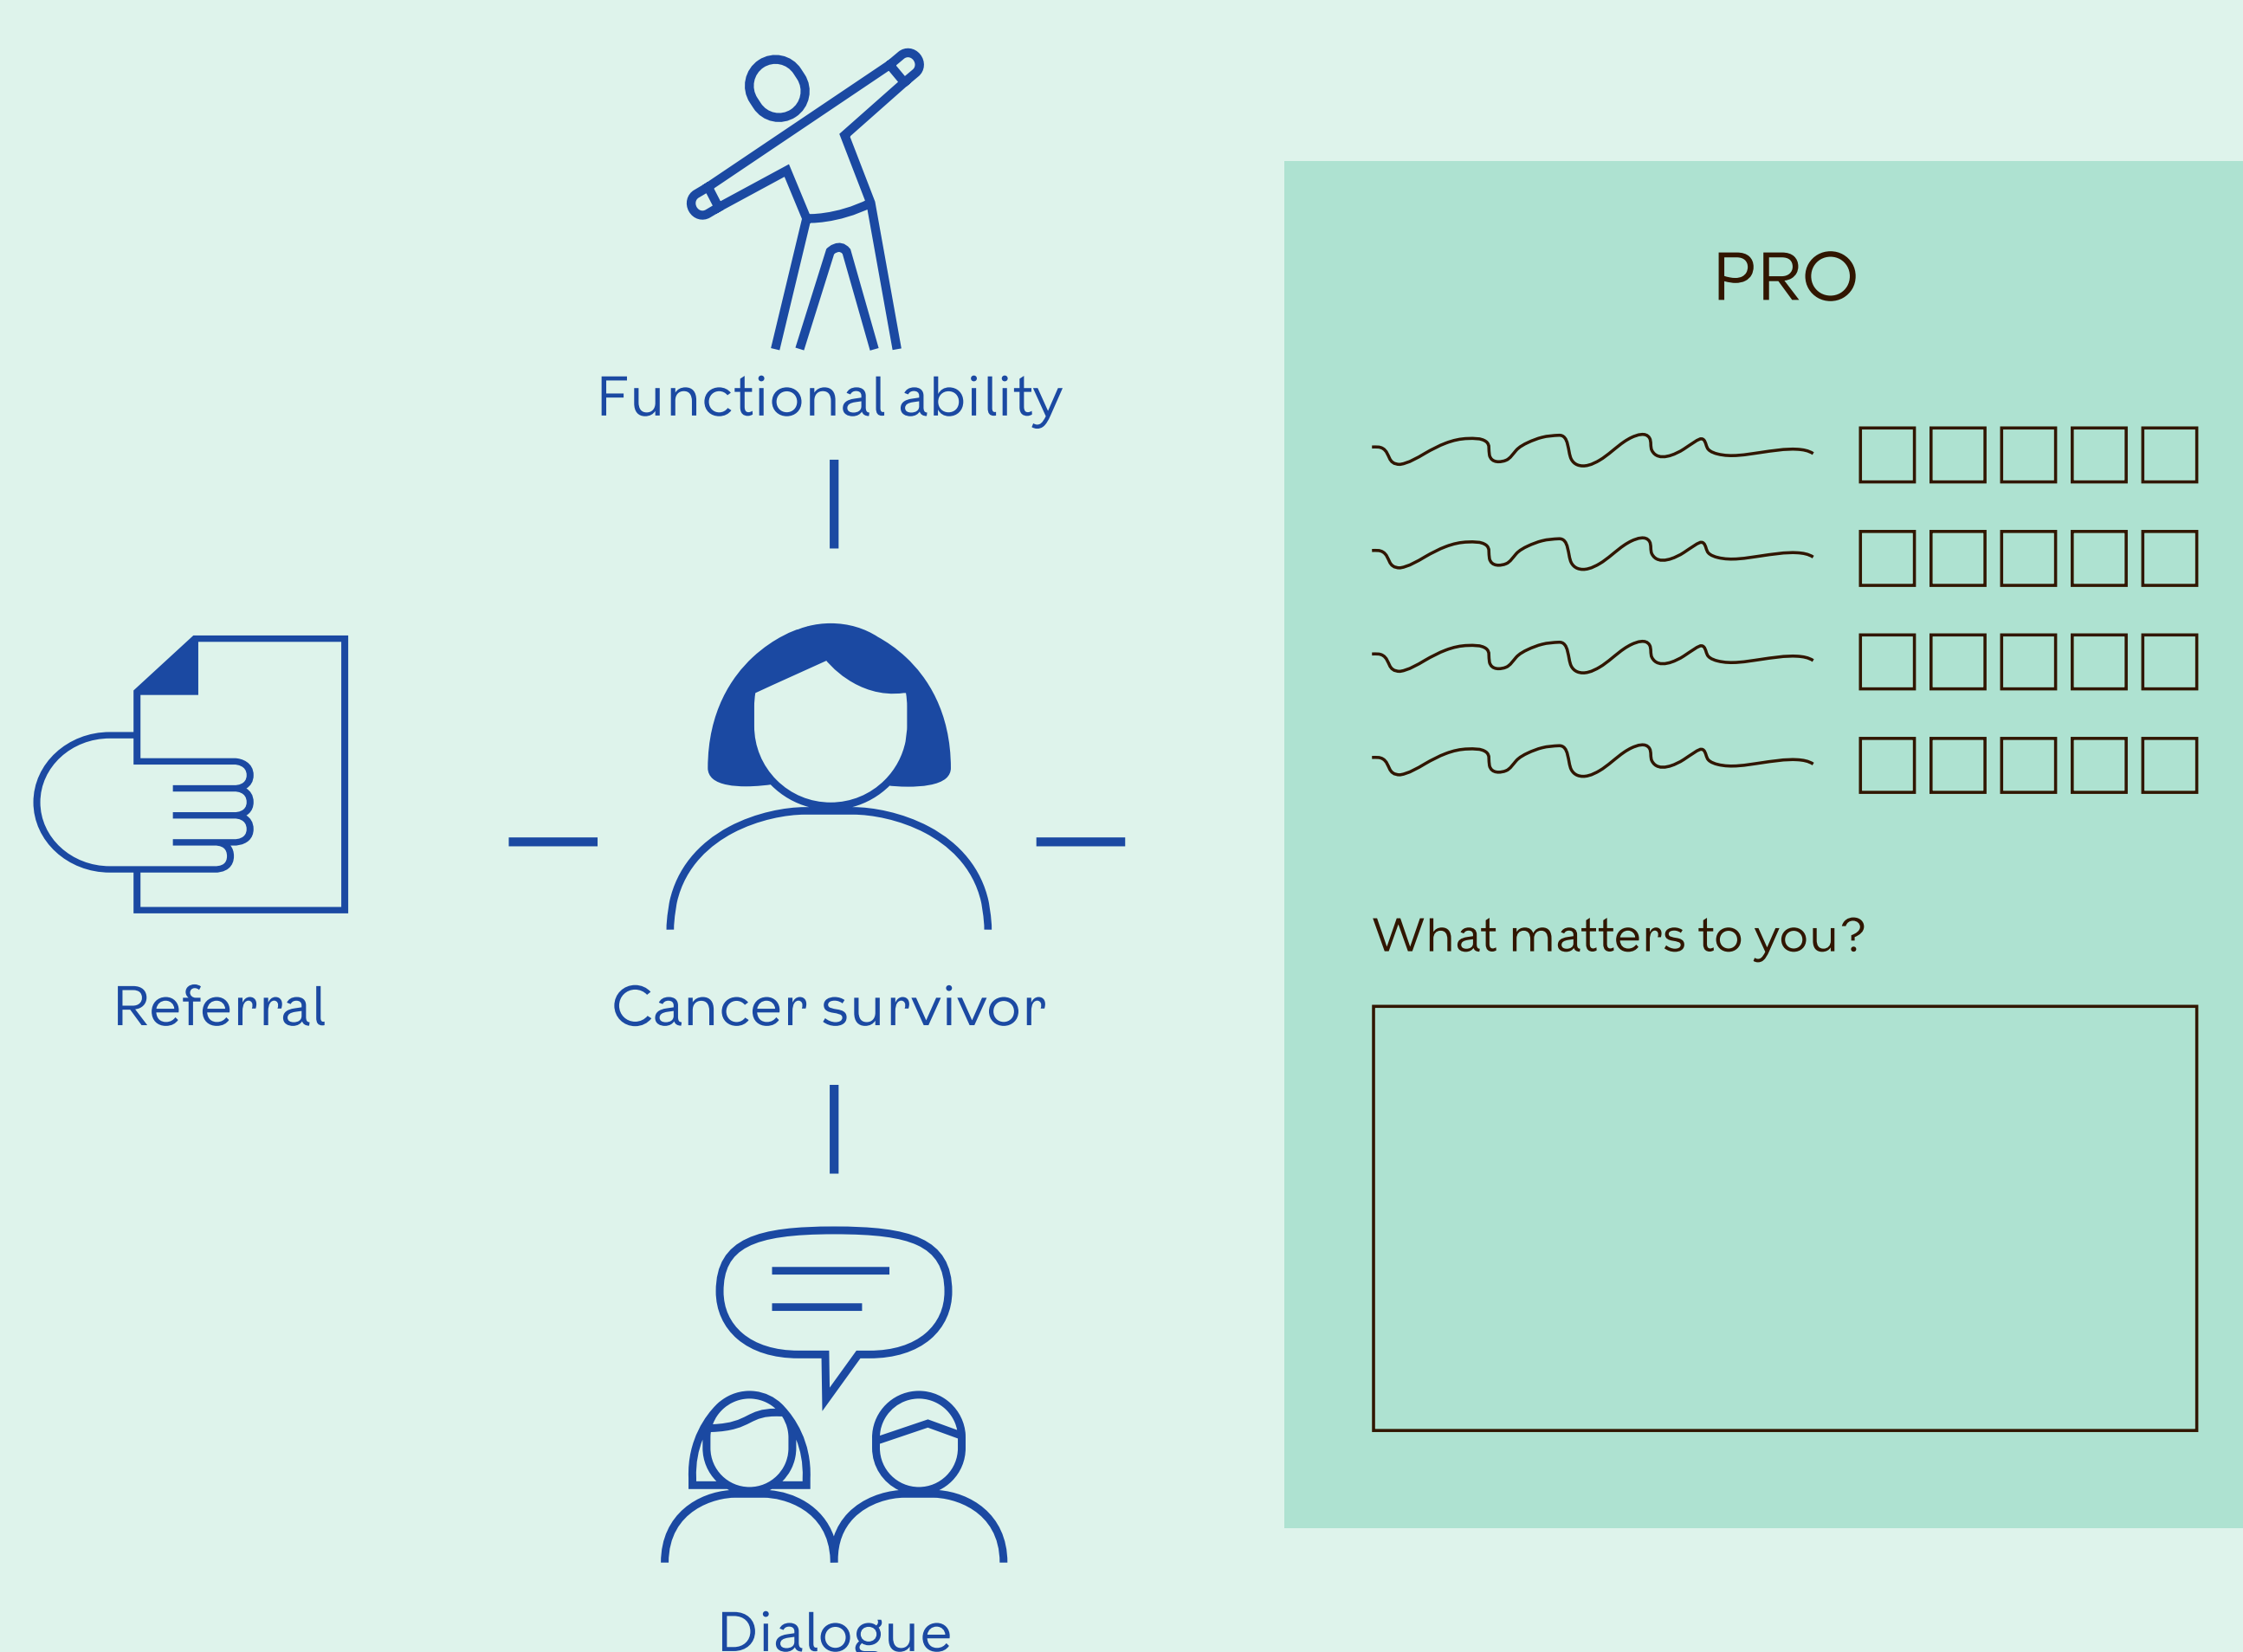 Functional ability
Referral
Cancer survivor
Dialogue
PRO
What matters to you?